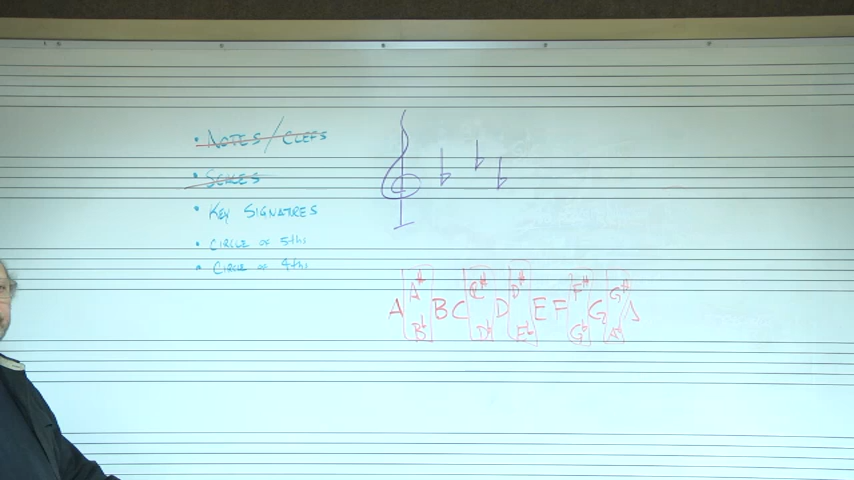 • NOTES / CLEFS
• SCALES
• KEY SIGNATURES
• CIRCLE OF 5ths
• CIRCLE OF 4ths
♭ ♭ ♭
A# C# D# F# G#
A B C D E F G A
B♭ D♭ E♭ G♭ A♭